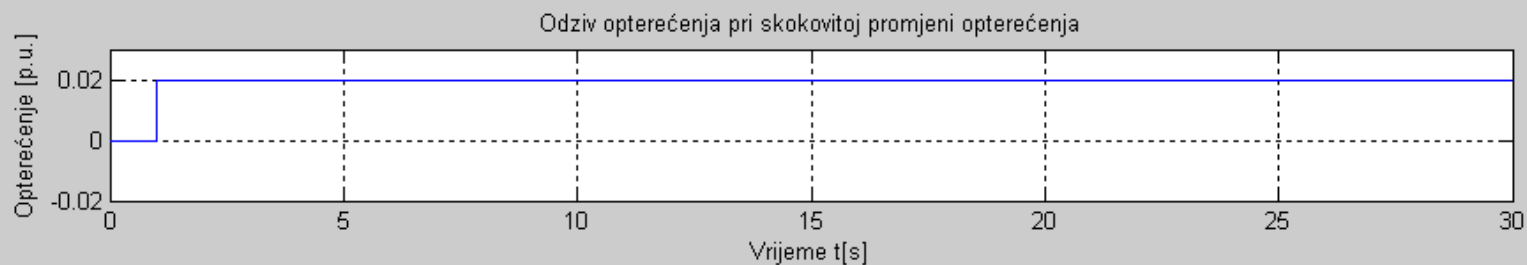 Odziv opterećenja pri skokovitoj promjeni opterećenja
Opterećenje [p.u.]
0.02
0
-0.02
0 5 10 15 20 25 30
Vrijeme t[s]